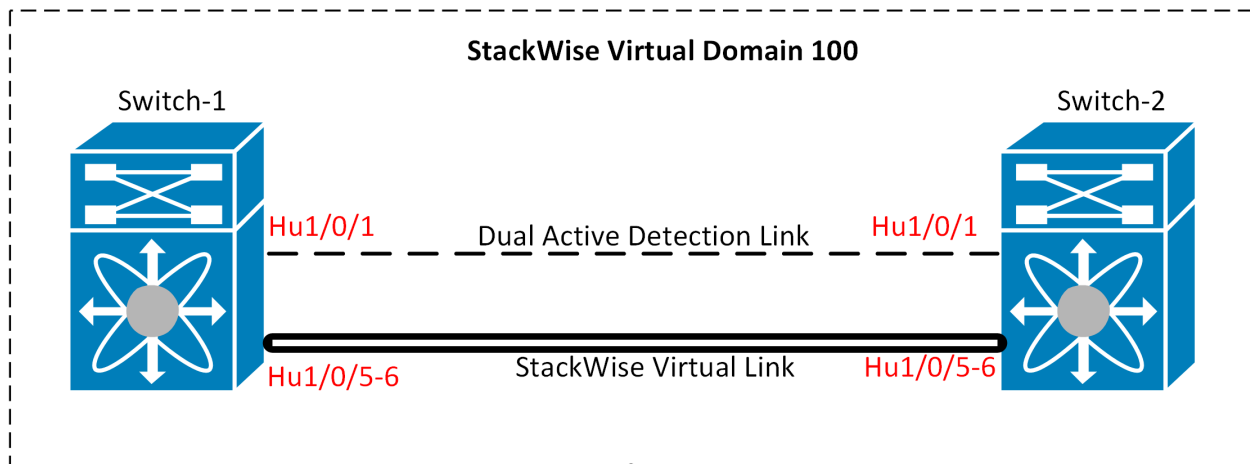 StackWise Virtual Domain 100
Switch-1
Switch-2
Hu1/0/1
Dual Active Detection Link
Hu1/0/1
Hu1/0/5-6
StackWise Virtual Link
Hu1/0/5-6